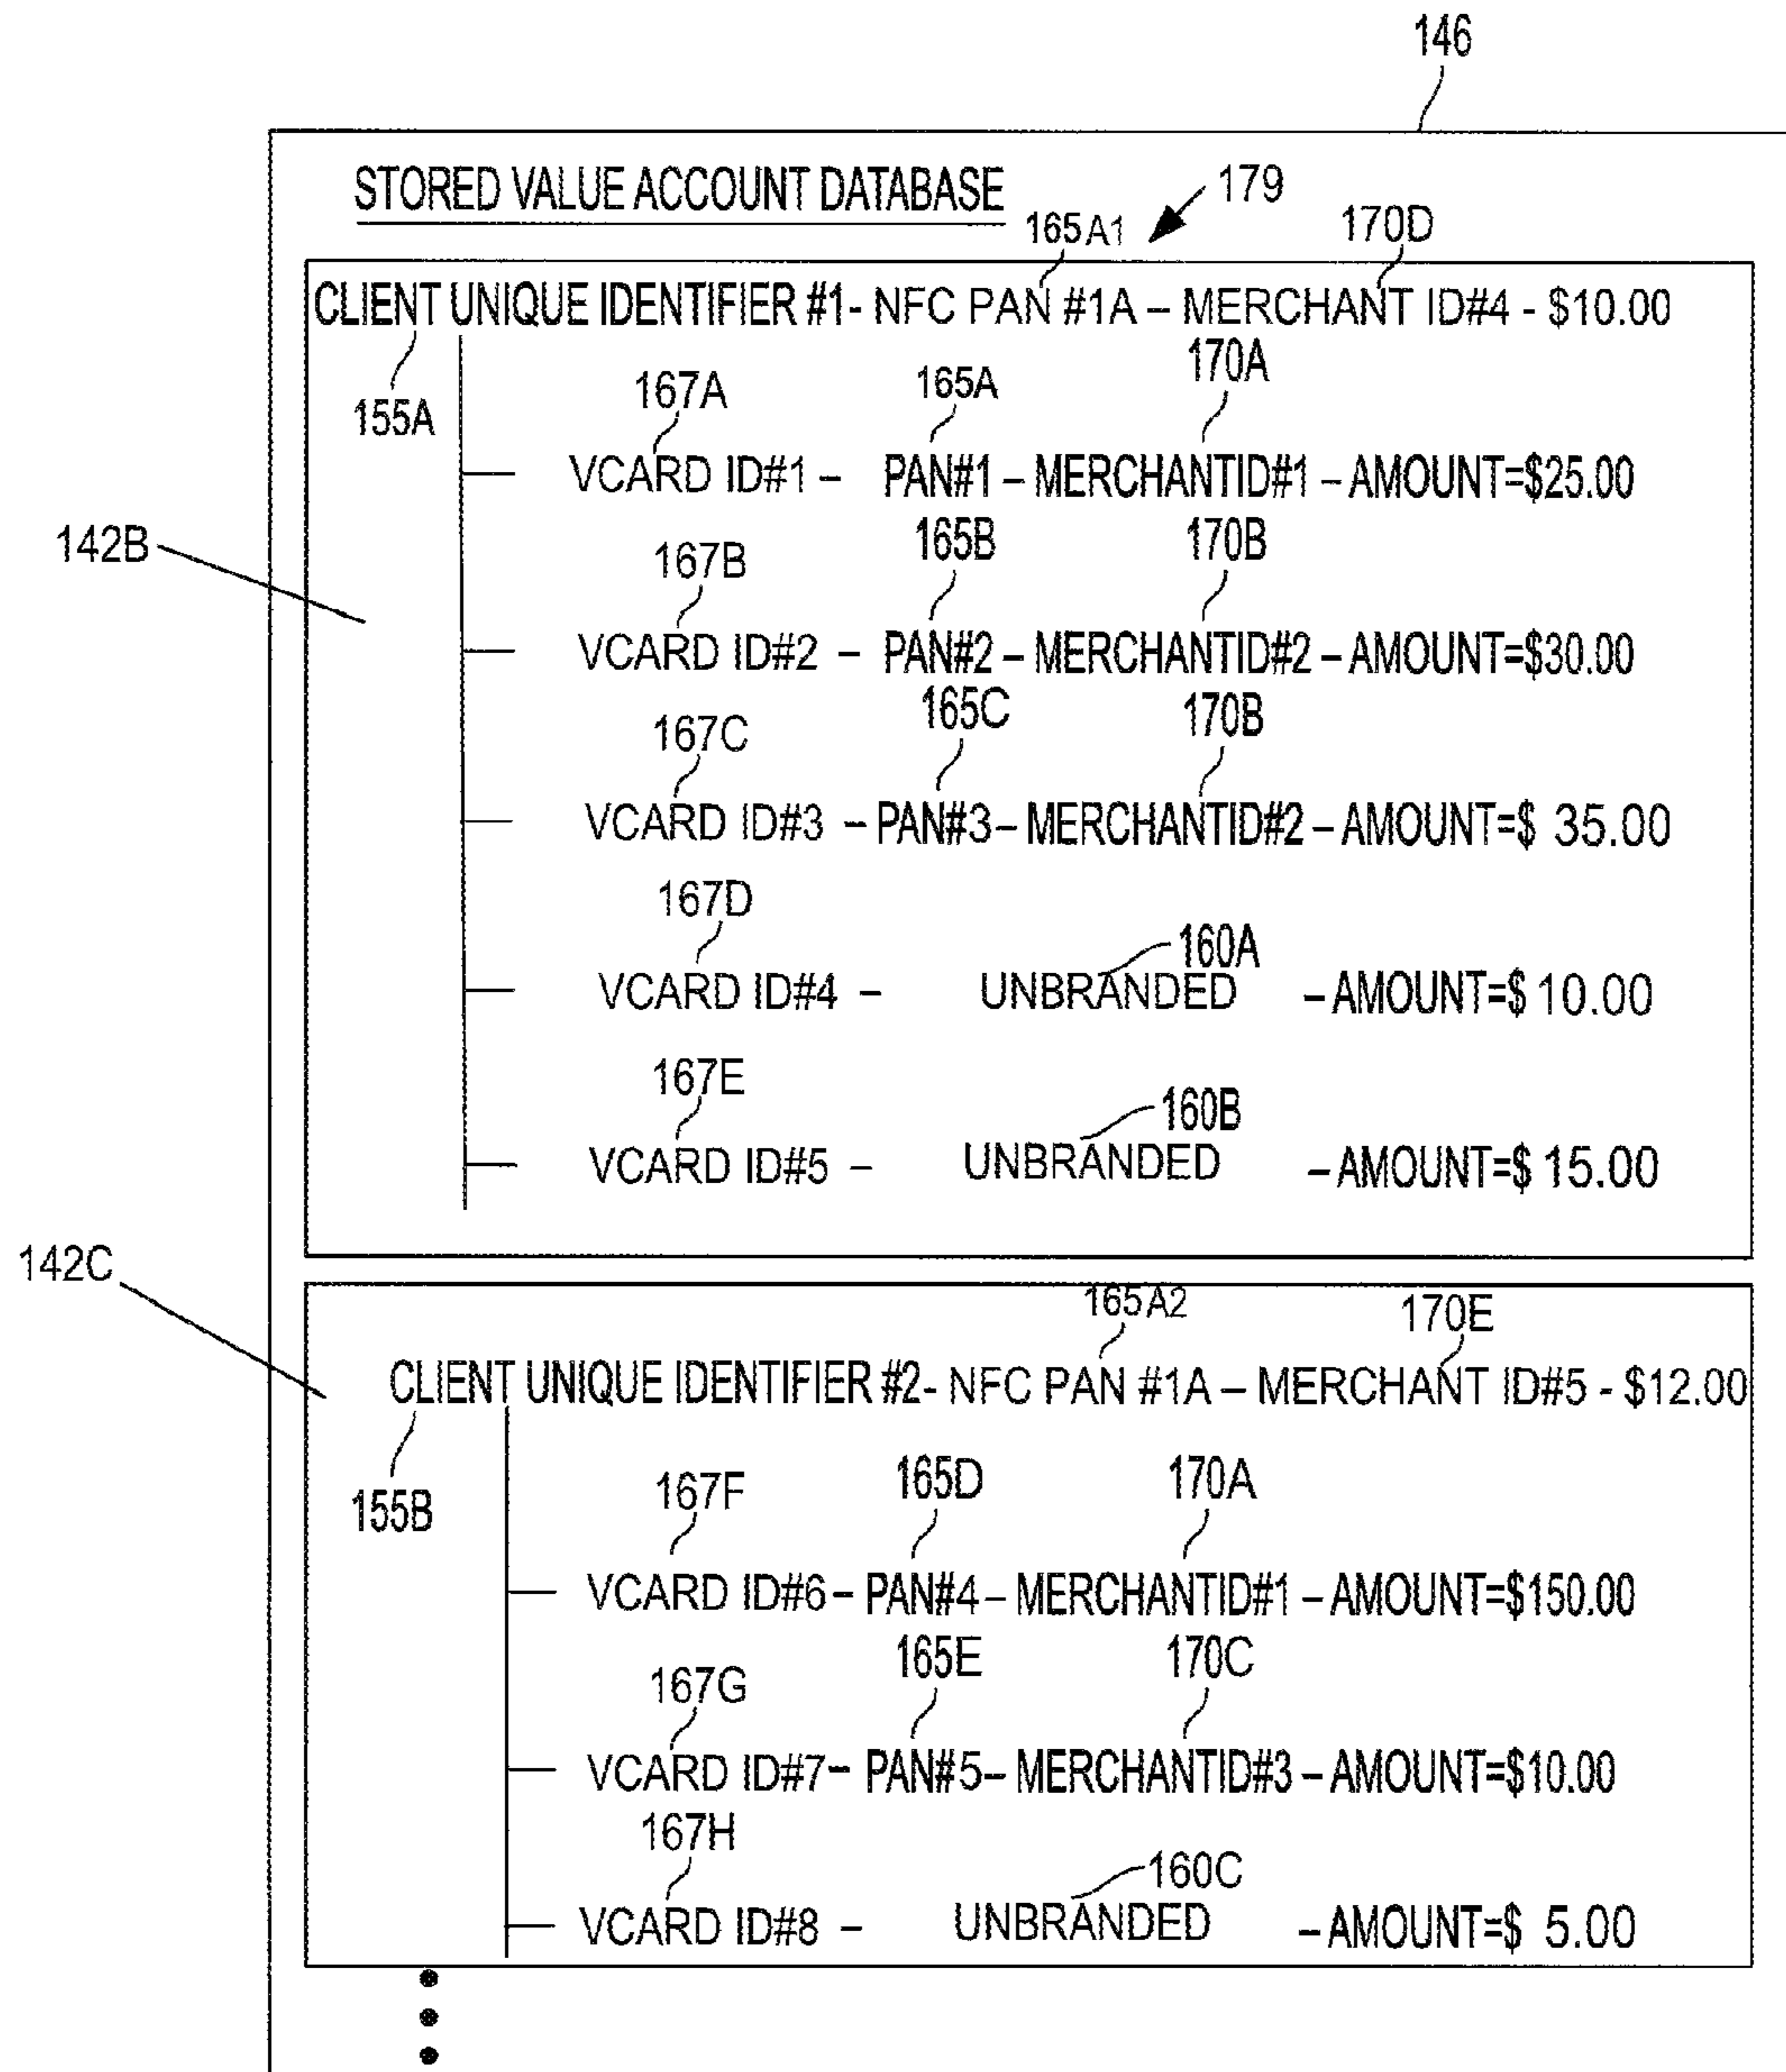 146
STORED VALUE ACCOUNT DATABASE
179
165A1
170D
CLIENT UNIQUE IDENTIFIER #1- NFC PAN #1A – MERCHANT ID#4 - $10.00
155A
167A 165A 170A
VCARD ID#1 – PAN#1 – MERCHANTID#1 – AMOUNT=$25.00
142B
167B 165B 170B
VCARD ID#2 – PAN#2 – MERCHANTID#2 – AMOUNT=$30.00
167C 165C 170B
VCARD ID#3 – PAN#3 – MERCHANTID#2 – AMOUNT=$ 35.00
167D 160A
VCARD ID#4 – UNBRANDED – AMOUNT=$ 10.00
167E 160B
VCARD ID#5 – UNBRANDED – AMOUNT=$ 15.00
142C
165A2 170E
CLIENT UNIQUE IDENTIFIER #2- NFC PAN #1A – MERCHANT ID#5 - $12.00
155B
167F 165D 170A
VCARD ID#6 – PAN#4 – MERCHANTID#1 – AMOUNT=$150.00
167G 165E 170C
VCARD ID#7 – PAN#5 – MERCHANTID#3 – AMOUNT=$10.00
167H 160C
VCARD ID#8 – UNBRANDED – AMOUNT=$ 5.00